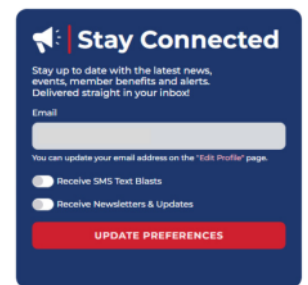 Stay Connected
Stay up to date with the latest news,
events, member benefits and alerts.
Delivered straight in your inbox!
Email
You can update your email address on the "Edit Profile" page.
Receive SMS Text Blasts
Receive Newsletters & Updates
UPDATE PREFERENCES